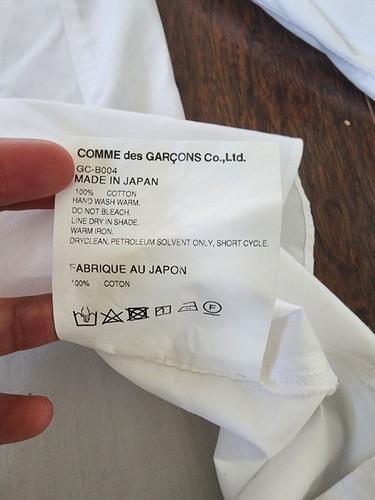 COMME des GARÇONS Co.,Ltd.
GC-B004
MADE IN JAPAN
100% COTTON
HAND WASH WARM.
DO NOT BLEACH.
LINE DRY IN SHADE.
WARM IRON.
DRYCLEAN, PETROLEUM SOLVENT ONLY, SHORT CYCLE.
FABRIQUE AU JAPON
100% COTON
F